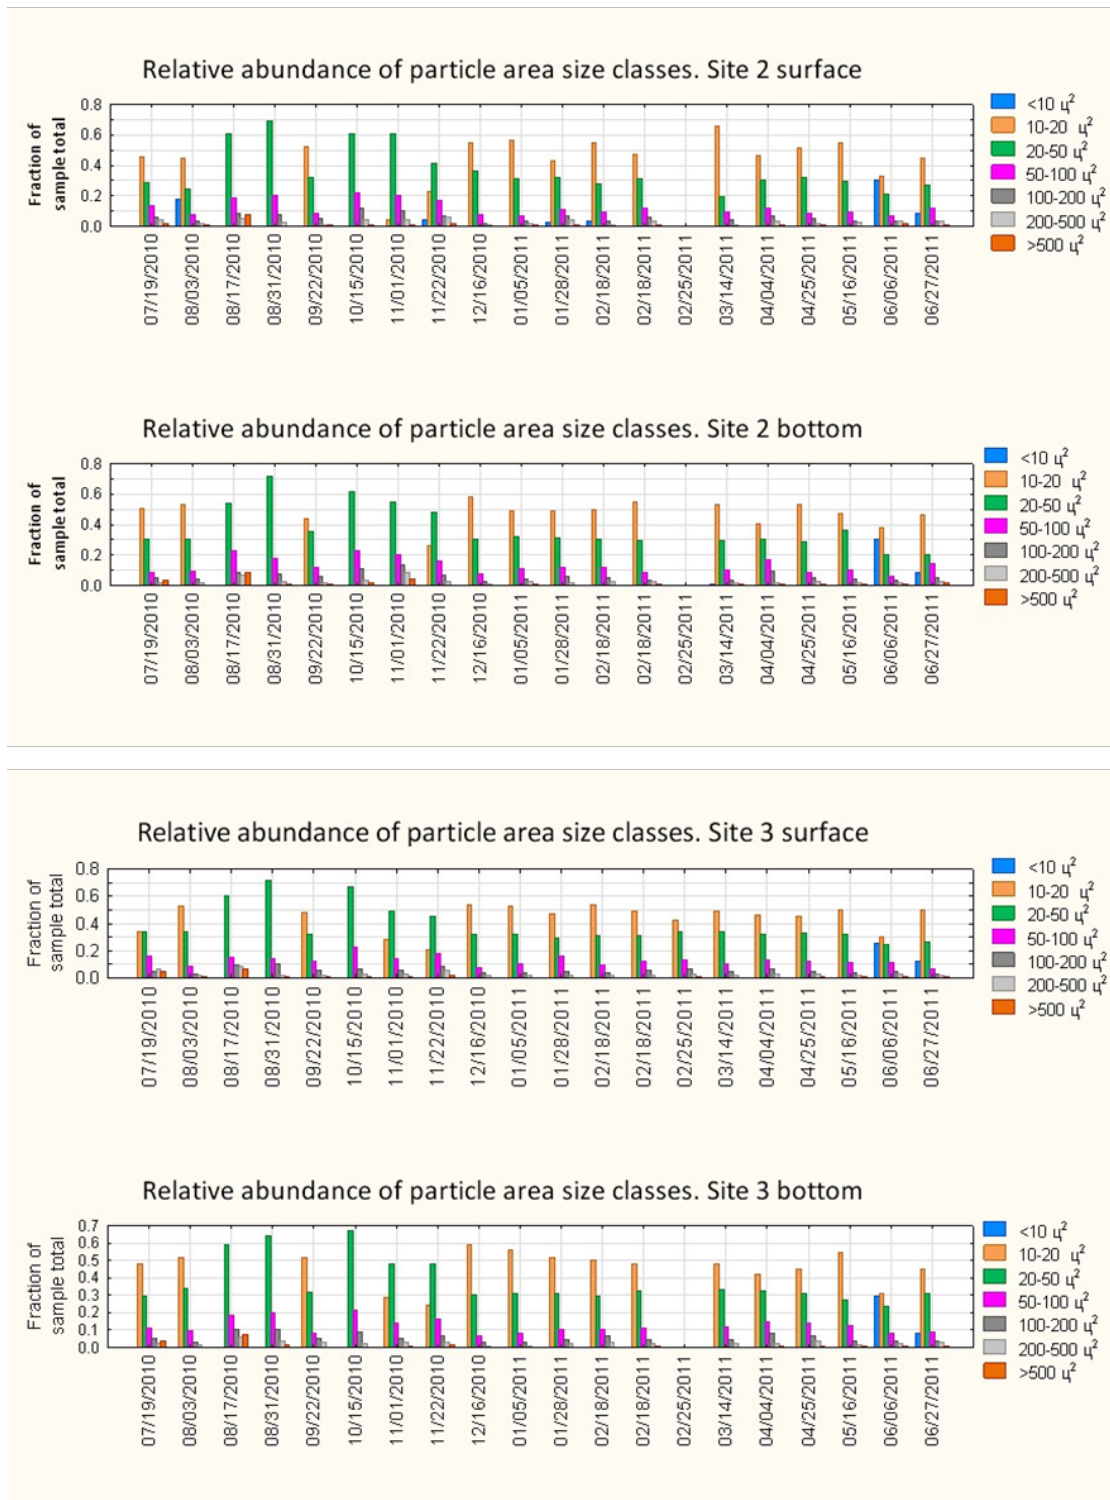 Relative abundance of particle area size classes. Site 2 surface
Fraction of
sample total
0.8
0.6
0.4
0.2
0.0
07/19/2010
08/03/2010
08/17/2010
08/31/2010
09/22/2010
10/15/2010
11/01/2010
11/22/2010
12/16/2010
01/05/2011
01/28/2011
02/18/2011
02/18/2011
02/25/2011
03/14/2011
04/04/2011
04/25/2011
05/16/2011
06/06/2011
06/27/2011
<10 µ²
10-20 µ²
20-50 µ²
50-100 µ²
100-200 µ²
200-500 µ²
>500 µ²
Relative abundance of particle area size classes. Site 2 bottom
Fraction of
sample total
0.8
0.6
0.4
0.2
0.0
07/19/2010
08/03/2010
08/17/2010
08/31/2010
09/22/2010
10/15/2010
11/01/2010
11/22/2010
12/16/2010
01/05/2011
01/28/2011
02/18/2011
02/18/2011
02/25/2011
03/14/2011
04/04/2011
04/25/2011
05/16/2011
06/06/2011
06/27/2011
<10 µ²
10-20 µ²
20-50 µ²
50-100 µ²
100-200 µ²
200-500 µ²
>500 µ²
Relative abundance of particle area size classes. Site 3 surface
Fraction of
sample total
0.8
0.6
0.4
0.2
0.0
07/19/2010
08/03/2010
08/17/2010
08/31/2010
09/22/2010
10/15/2010
11/01/2010
11/22/2010
12/16/2010
01/05/2011
01/28/2011
02/18/2011
02/18/2011
02/25/2011
03/14/2011
04/04/2011
04/25/2011
05/16/2011
06/06/2011
06/27/2011
<10 µ²
10-20 µ²
20-50 µ²
50-100 µ²
100-200 µ²
200-500 µ²
>500 µ²
Relative abundance of particle area size classes. Site 3 bottom
Fraction of
sample total
0.7
0.6
0.5
0.4
0.3
0.2
0.1
0.0
07/19/2010
08/03/2010
08/17/2010
08/31/2010
09/22/2010
10/15/2010
11/01/2010
11/22/2010
12/16/2010
01/05/2011
01/28/2011
02/18/2011
02/18/2011
02/25/2011
03/14/2011
04/04/2011
04/25/2011
05/16/2011
06/06/2011
06/27/2011
<10 µ²
10-20 µ²
20-50 µ²
50-100 µ²
100-200 µ²
200-500 µ²
>500 µ²